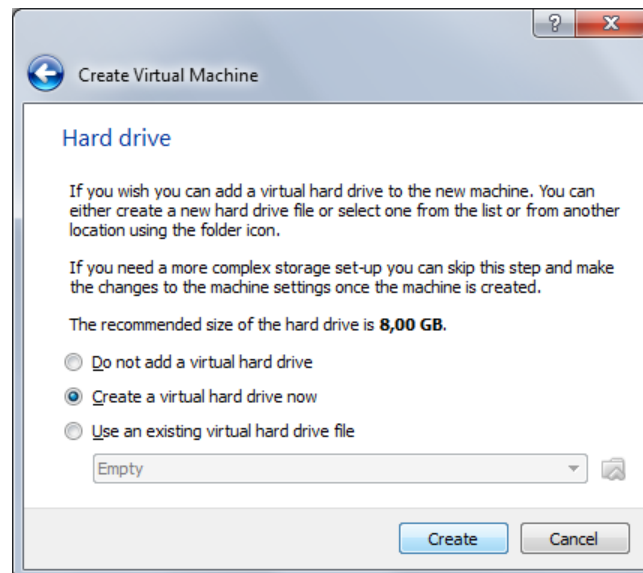 Create Virtual Machine
Hard drive
If you wish you can add a virtual hard drive to the new machine. You can
either create a new hard drive file or select one from the list or from another
location using the folder icon.
If you need a more complex storage set-up you can skip this step and make
the changes to the machine settings once the machine is created.
The recommended size of the hard drive is 8,00 GB.
Do not add a virtual hard drive
Create a virtual hard drive now
Use an existing virtual hard drive file
Empty
Create Cancel